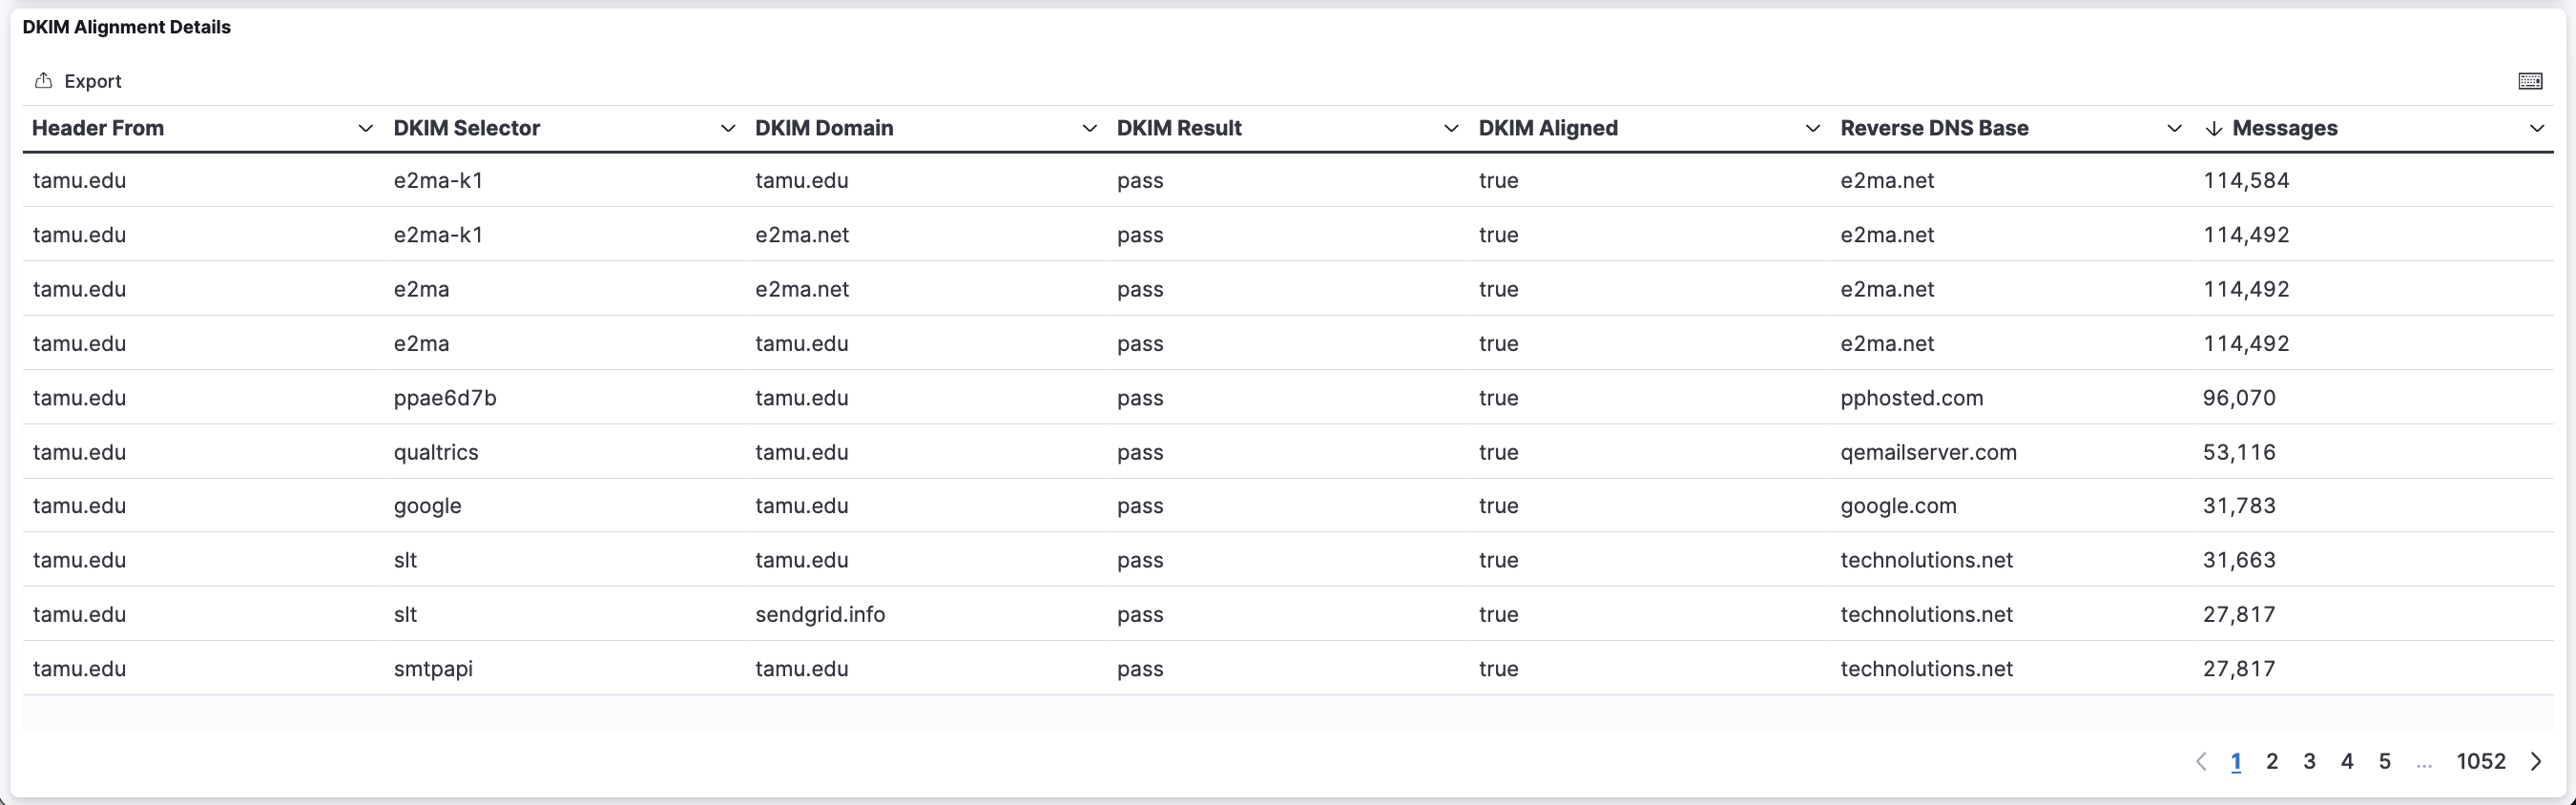 DKIM Alignment Details
Export
Header From DKIM Selector DKIM Domain DKIM Result DKIM Aligned Reverse DNS Base Messages
tamu.edu e2ma-k1 tamu.edu pass true e2ma.net 114,584
tamu.edu e2ma-k1 e2ma.net pass true e2ma.net 114,492
tamu.edu e2ma e2ma.net pass true e2ma.net 114,492
tamu.edu e2ma tamu.edu pass true e2ma.net 114,492
tamu.edu ppae6d7b tamu.edu pass true pphosted.com 96,070
tamu.edu qualtrics tamu.edu pass true qemailserver.com 53,116
tamu.edu google tamu.edu pass true google.com 31,783
tamu.edu slt tamu.edu pass true technolutions.net 31,663
tamu.edu slt sendgrid.info pass true technolutions.net 27,817
tamu.edu smtpapi tamu.edu pass true technolutions.net 27,817
1 2 3 4 5 ... 1052